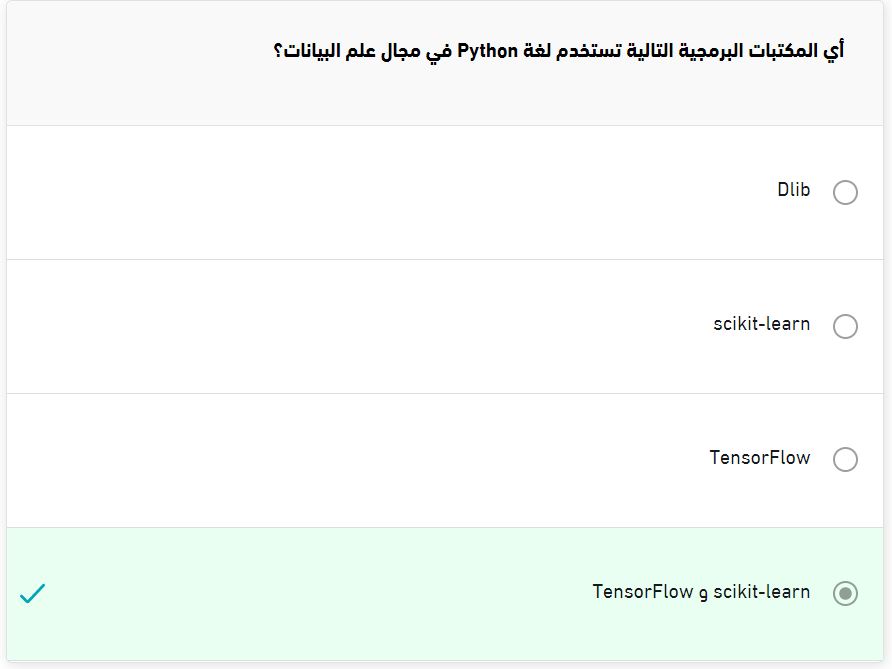 أي المكتبات البرمجية التالية تستخدم لغة Python في مجال علم البيانات؟
Dlib
scikit-learn
TensorFlow
scikit-learn و TensorFlow